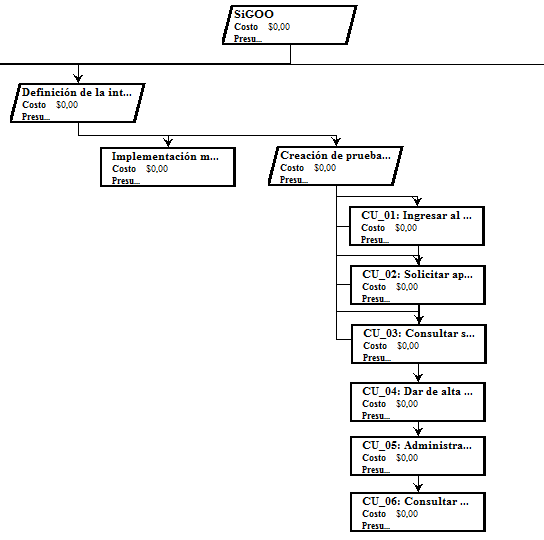 SiGOO
Costo $0,00
Presu...
Definición de la int...
Costo $0,00
Presu...
Implementación m...
Costo $0,00
Presu...
Creación de prueba...
Costo $0,00
Presu...
CU_01: Ingresar al ...
Costo $0,00
Presu...
CU_02: Solicitar ap...
Costo $0,00
Presu...
CU_03: Consultar s...
Costo $0,00
Presu...
CU_04: Dar de alta ...
Costo $0,00
Presu...
CU_05: Administra...
Costo $0,00
Presu...
CU_06: Consultar ...
Costo $0,00
Presu...